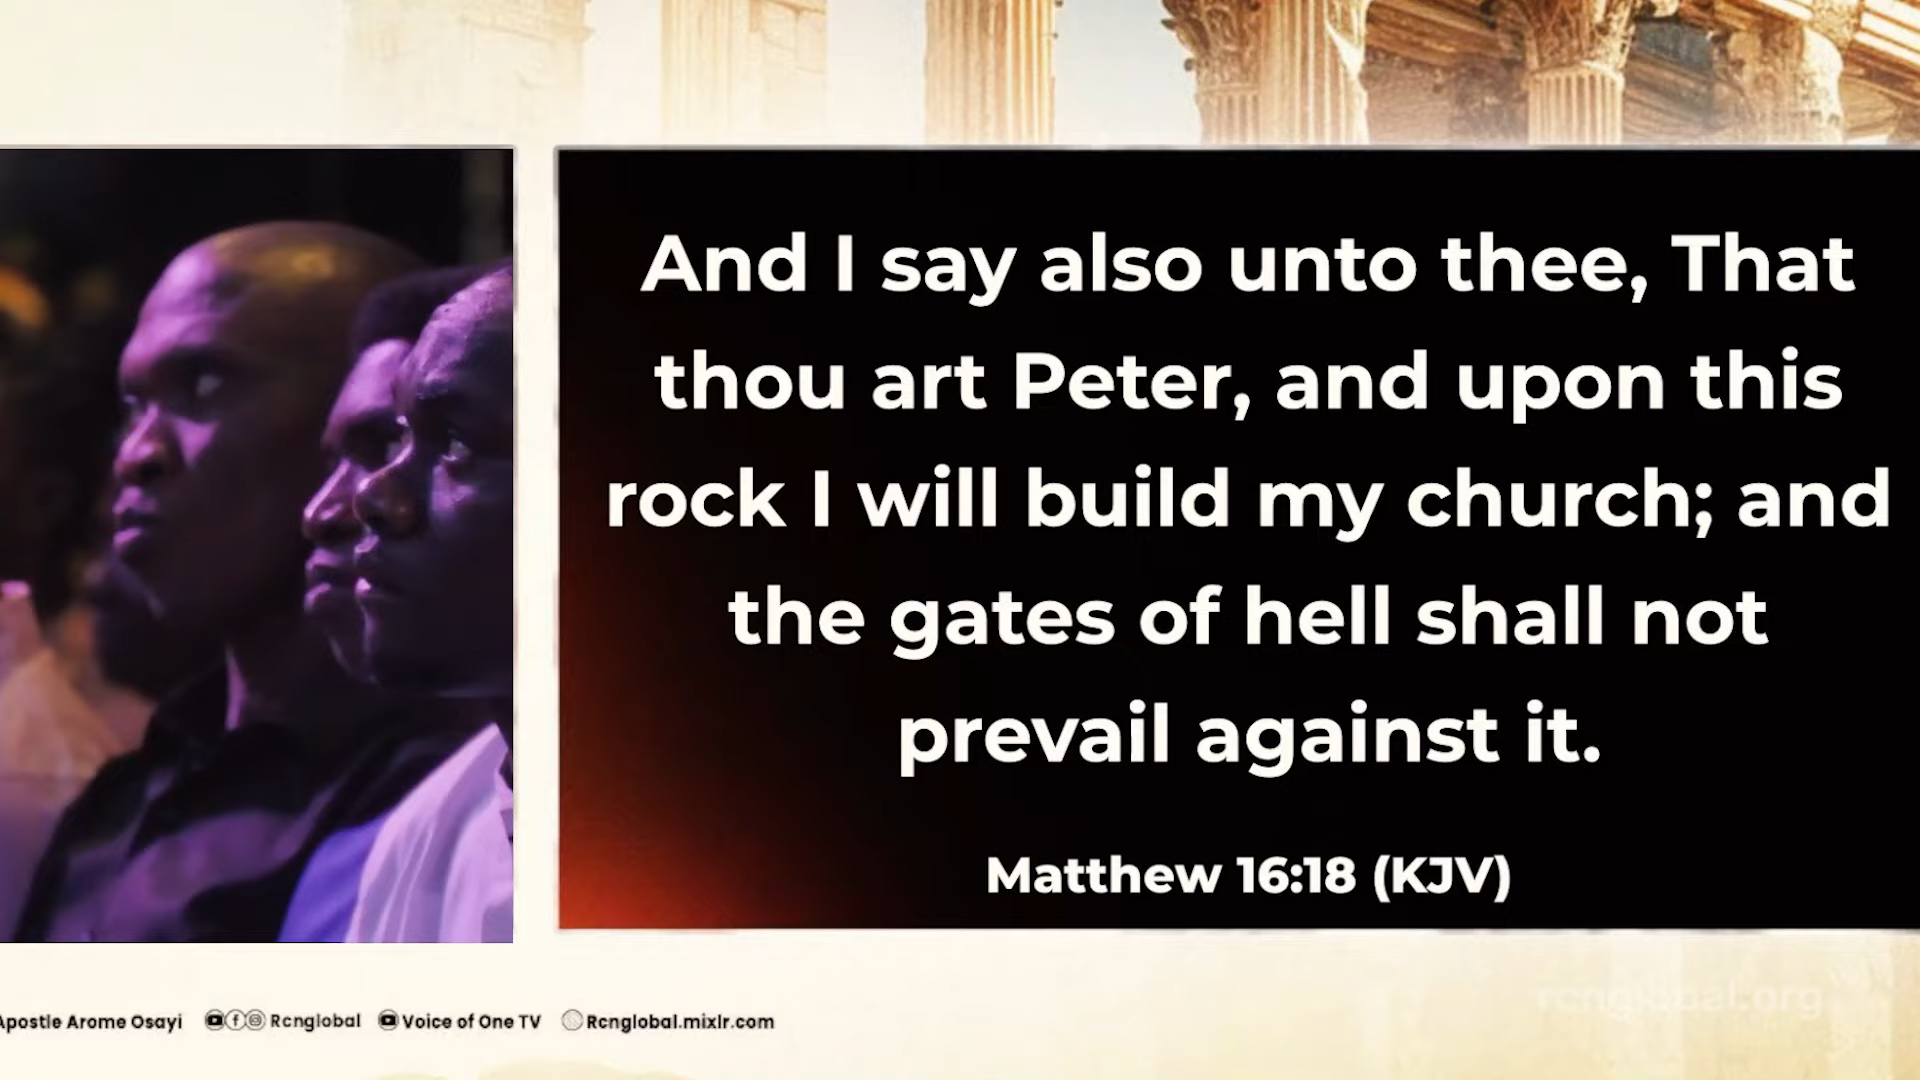 And I say also unto thee, That
thou art Peter, and upon this
rock I will build my church; and
the gates of hell shall not
prevail against it.
Matthew 16:18 (KJV)
rcnglobal.org
Apostle Arome Osayi Rcnglobal Voice of One TV Rcnglobal.mixlr.com